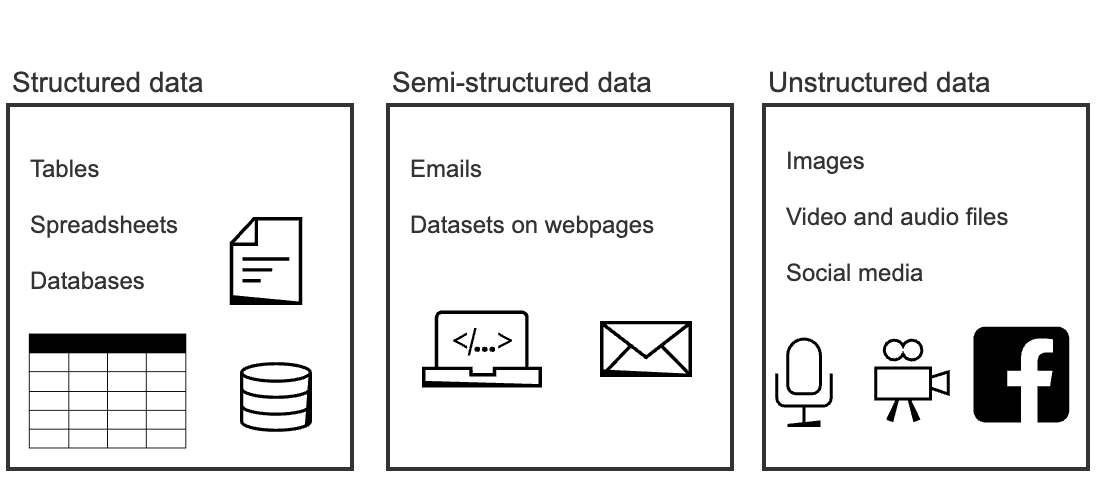 Structured data
Tables
Spreadsheets
Databases
Semi-structured data
Emails
Datasets on webpages
</...>
Unstructured data
Images
Video and audio files
Social media
f